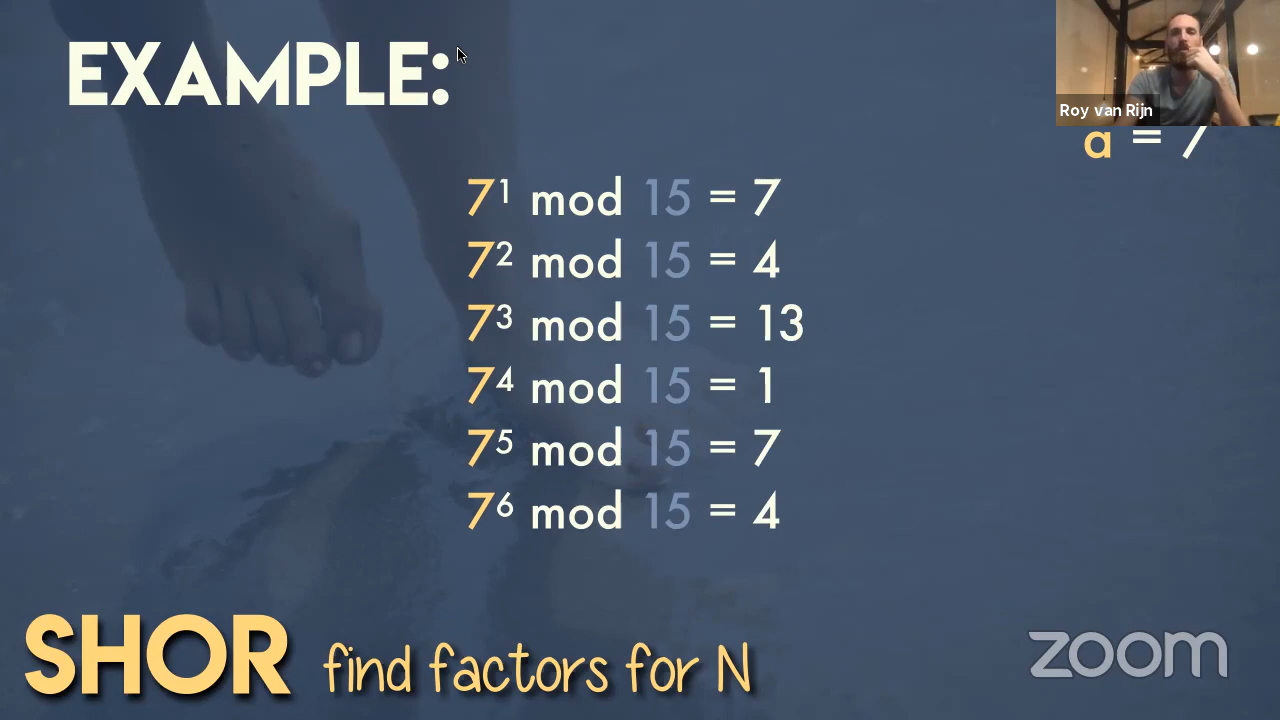 EXAMPLE:
Roy van Rijn
a = 7
7¹ mod 15 = 7
7² mod 15 = 4
7³ mod 15 = 13
7⁴ mod 15 = 1
7⁵ mod 15 = 7
7⁶ mod 15 = 4
SHOR find factors for N
zoom